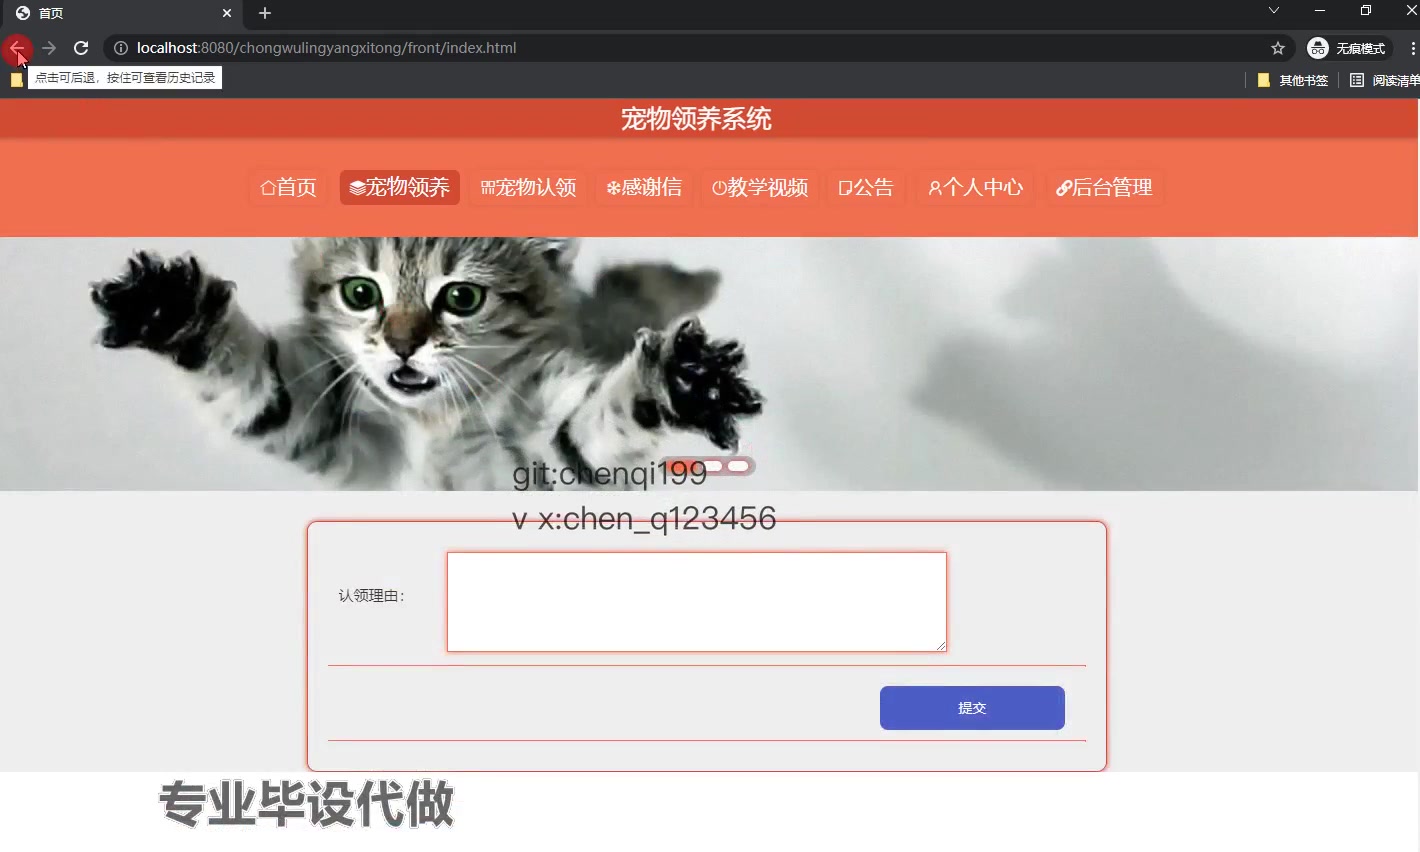 首页
localhost:8080/chongwulingyangxitong/front/index.html
无痕模式
点击可后退，按住可查看历史记录
其他书签
阅读清单
宠物领养系统
首页 宠物领养 宠物认领 感谢信 教学视频 公告 个人中心 后台管理
git:chenqi199
v x:chen_q123456
认领理由：
提交
专业毕设代做